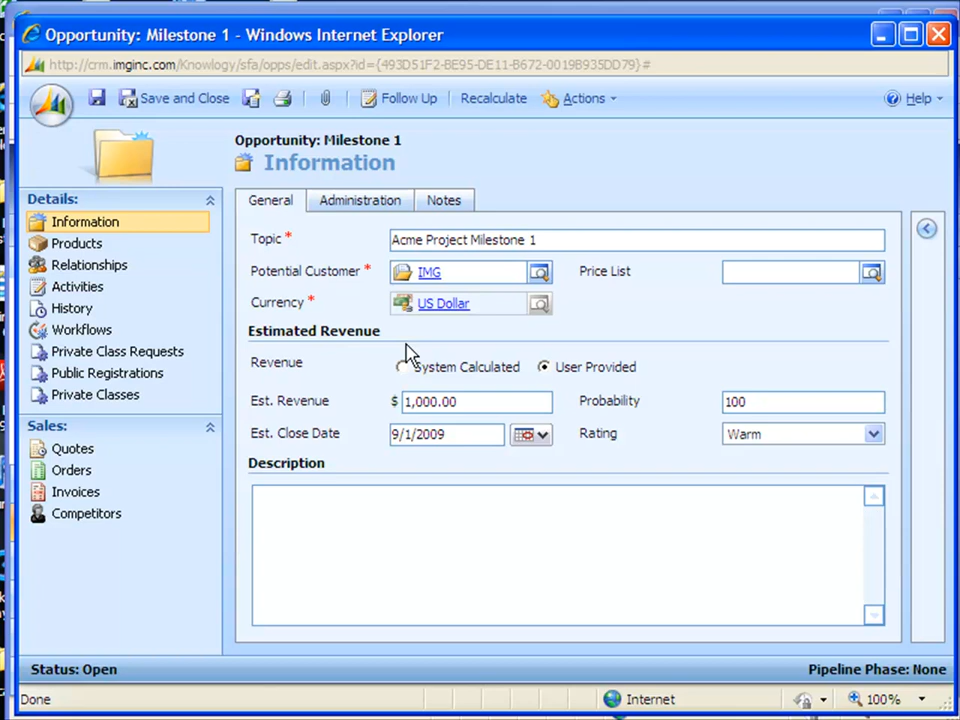 Opportunity: Milestone 1 - Windows Internet Explorer
http://crm.imginc.com/Knowlogy/sfa/opps/edit.aspx?id={493D51F2-BE95-DE11-B672-0019B935DD79}#
Save and Close Follow Up Recalculate Actions Help
Opportunity: Milestone 1
Information
Details:
Information
Products
Relationships
Activities
History
Workflows
Private Class Requests
Public Registrations
Private Classes
Sales:
Quotes
Orders
Invoices
Competitors
General Administration Notes
Topic * Acme Project Milestone 1
Potential Customer * IMG Price List
Currency * US Dollar
Estimated Revenue
Revenue System Calculated User Provided
Est. Revenue $ 1,000.00 Probability 100
Est. Close Date 9/1/2009 Rating Warm
Description
Status: Open Pipeline Phase: None
Done Internet 100%